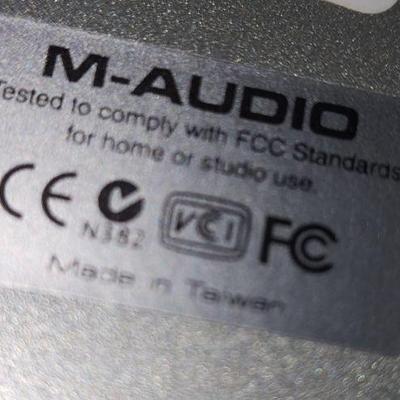 M-AUDIO
Tested to comply with FCC Standards
for home or studio use.
CE N382 VCI FC
Made in Taiwan